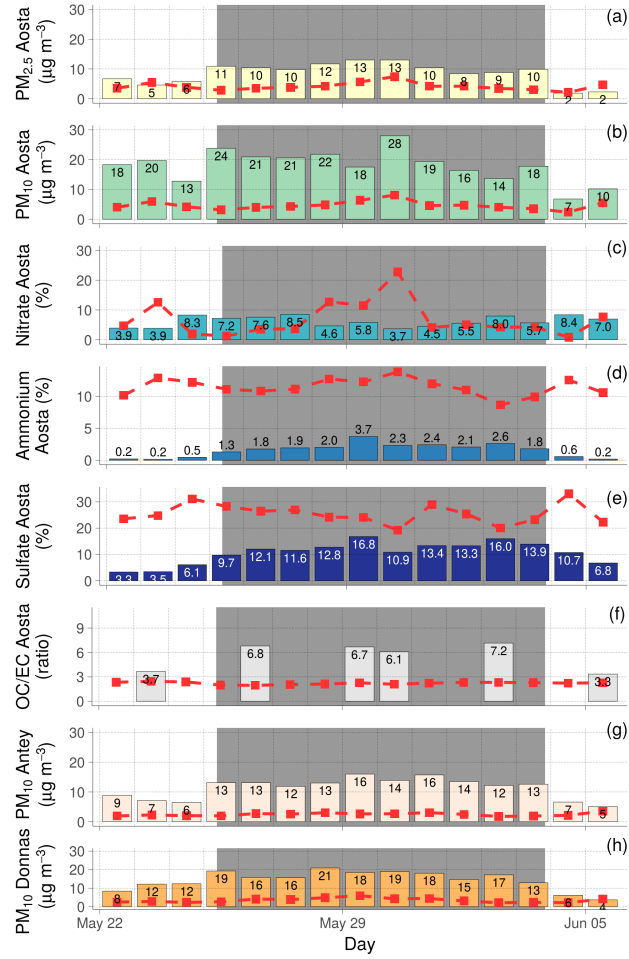 (a)
PM2.5 Aosta
(µg m−3)
30
20
10
0
7 5 6 11 10 10 12 13 13 10 8 9 10 2 2
(b)
PM10 Aosta
(µg m−3)
30
20
10
0
18 20 13 24 21 21 22 18 28 19 16 14 18 7 10
(c)
Nitrate Aosta
(%)
30
20
10
0
3.9 3.9 8.3 7.2 7.6 8.5 4.6 5.8 3.7 4.5 5.5 8.0 5.7 8.4 7.0
(d)
Ammonium
Aosta (%)
10
5
0
0.2 0.2 0.5 1.3 1.8 1.9 2.0 3.7 2.3 2.4 2.1 2.6 1.8 0.6 0.2
(e)
Sulfate Aosta
(%)
30
20
10
0
3.3 3.5 6.1 9.7 12.1 11.6 12.8 16.8 10.9 13.4 13.3 16.0 13.9 10.7 6.8
(f)
OC/EC Aosta
(ratio)
9
6
3
0
3.7 6.8 6.7 6.1 7.2 3.3
(g)
PM10 Antey
(µg m−3)
30
20
10
0
9 7 6 13 13 12 13 16 14 16 14 12 13 7 5
(h)
PM10 Donnas
(µg m−3)
30
20
10
0
8 12 12 19 16 16 21 18 19 18 15 17 13 6 4
May 22 May 29 Jun 05
Day